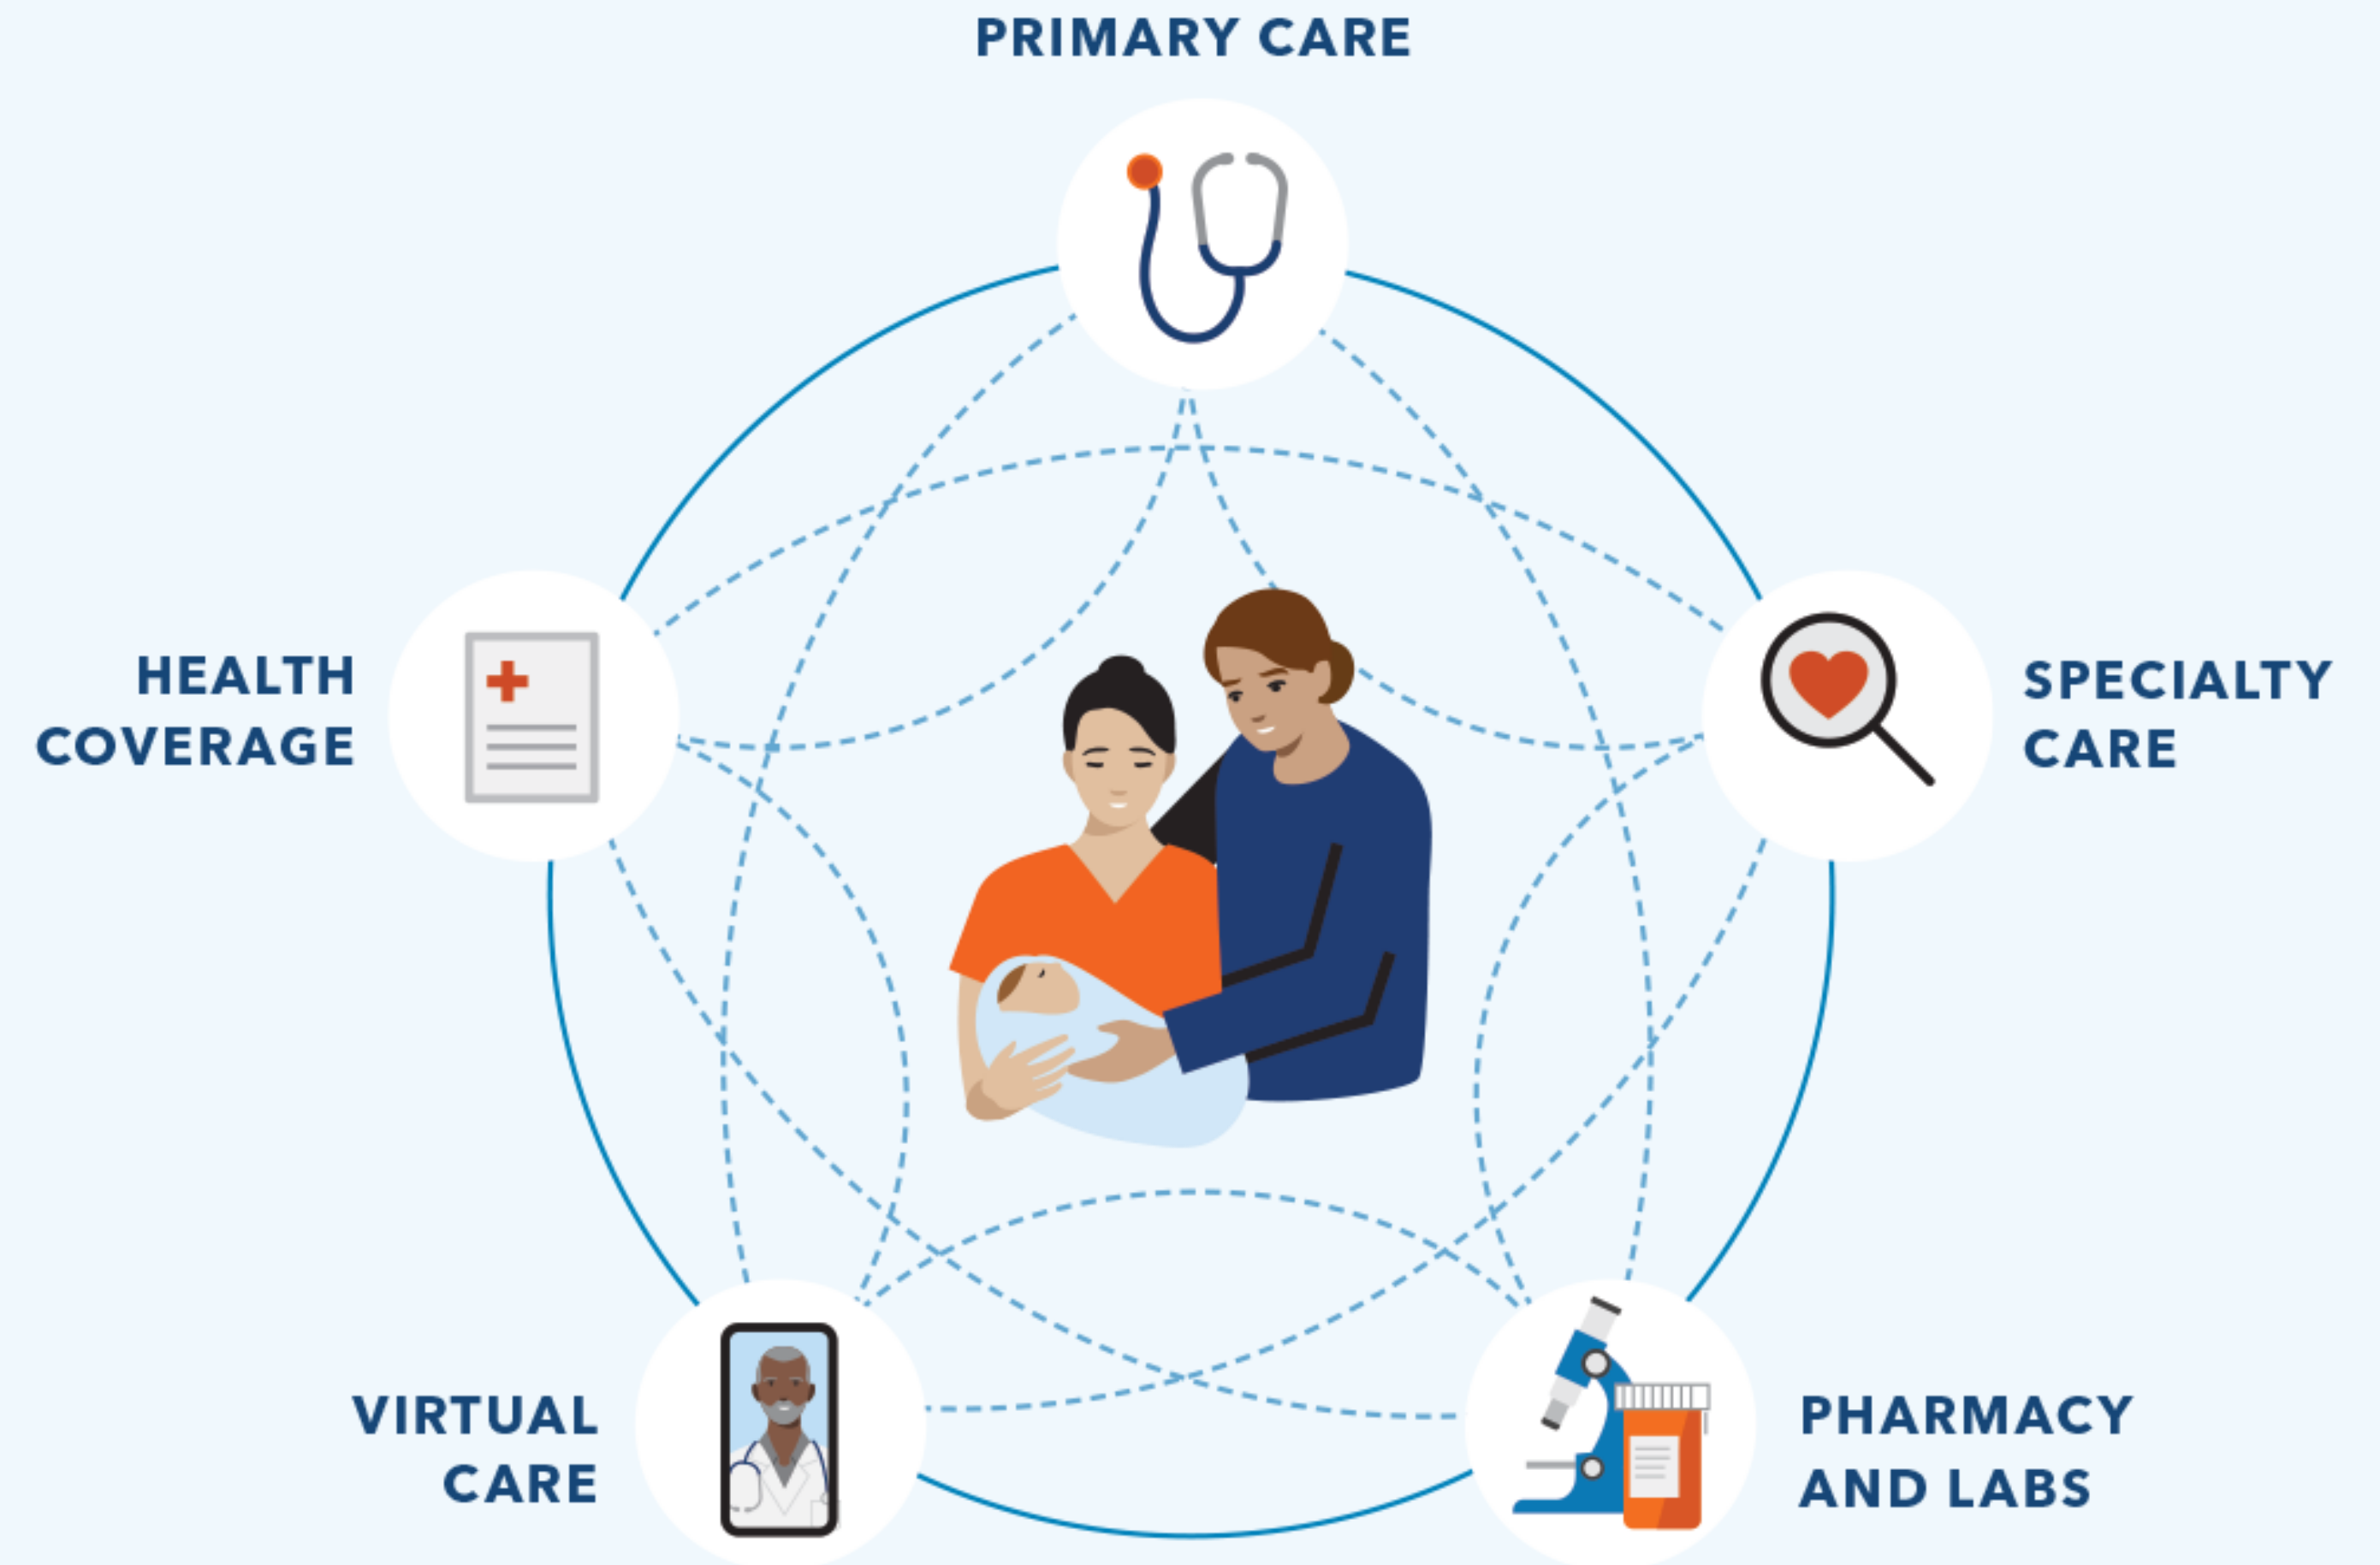 PRIMARY CARE
HEALTH
COVERAGE
SPECIALTY
CARE
VIRTUAL
CARE
PHARMACY
AND LABS